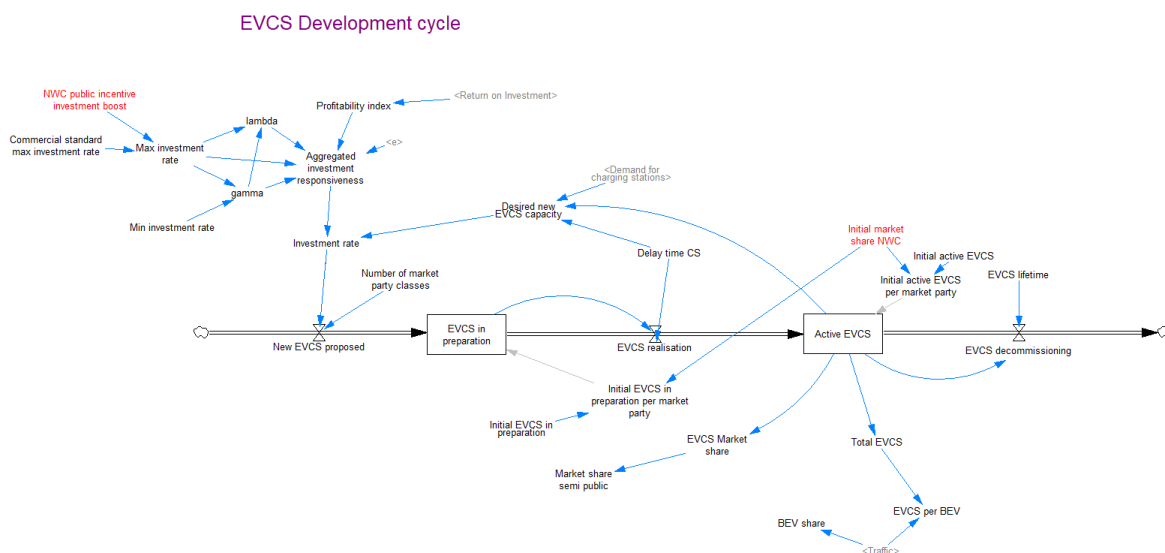 EVCS Development cycle
NWC public incentive
investment boost
<Return on Investment>
Profitability index
lambda
Commercial standard
max investment rate
Max investment
rate
<e>
Aggregated
investment
responsiveness
<Demand for
charging stations>
gamma
Desired new
EVCS capacity
Min investment rate
Initial market
share NWC
Investment rate
Delay time CS
Initial active EVCS
Number of market
party classes
Initial active EVCS
per market party
EVCS lifetime
EVCS in
preparation
Active EVCS
New EVCS proposed
EVCS realisation
EVCS decommissioning
Initial EVCS in
preparation per market
party
Initial EVCS in
preparation
EVCS Market
share
Total EVCS
Market share
semi public
EVCS per BEV
BEV share
<Traffic>